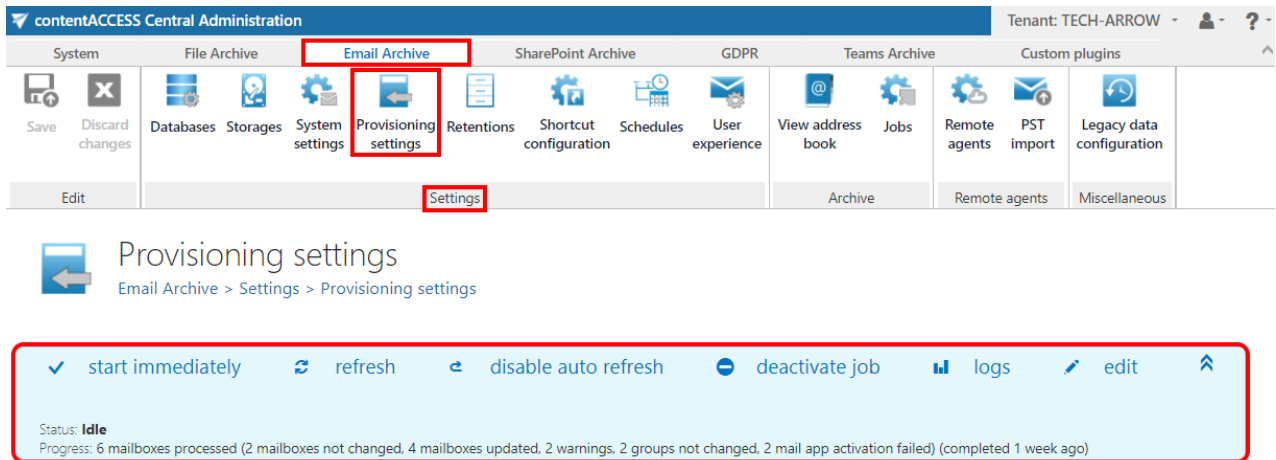 contentACCESS Central Administration
Tenant: TECH-ARROW
?
System
File Archive
Email Archive
SharePoint Archive
GDPR
Teams Archive
Custom plugins
Save
Discard changes
Databases
Storages
System settings
Provisioning settings
Retentions
Shortcut configuration
Schedules
User experience
View address book
Jobs
Remote agents
PST import
Legacy data configuration
Edit
Settings
Archive
Remote agents
Miscellaneous
Provisioning settings
Email Archive > Settings > Provisioning settings
start immediately
refresh
disable auto refresh
deactivate job
logs
edit
Status: Idle
Progress: 6 mailboxes processed (2 mailboxes not changed, 4 mailboxes updated, 2 warnings, 2 groups not changed, 2 mail app activation failed) (completed 1 week ago)